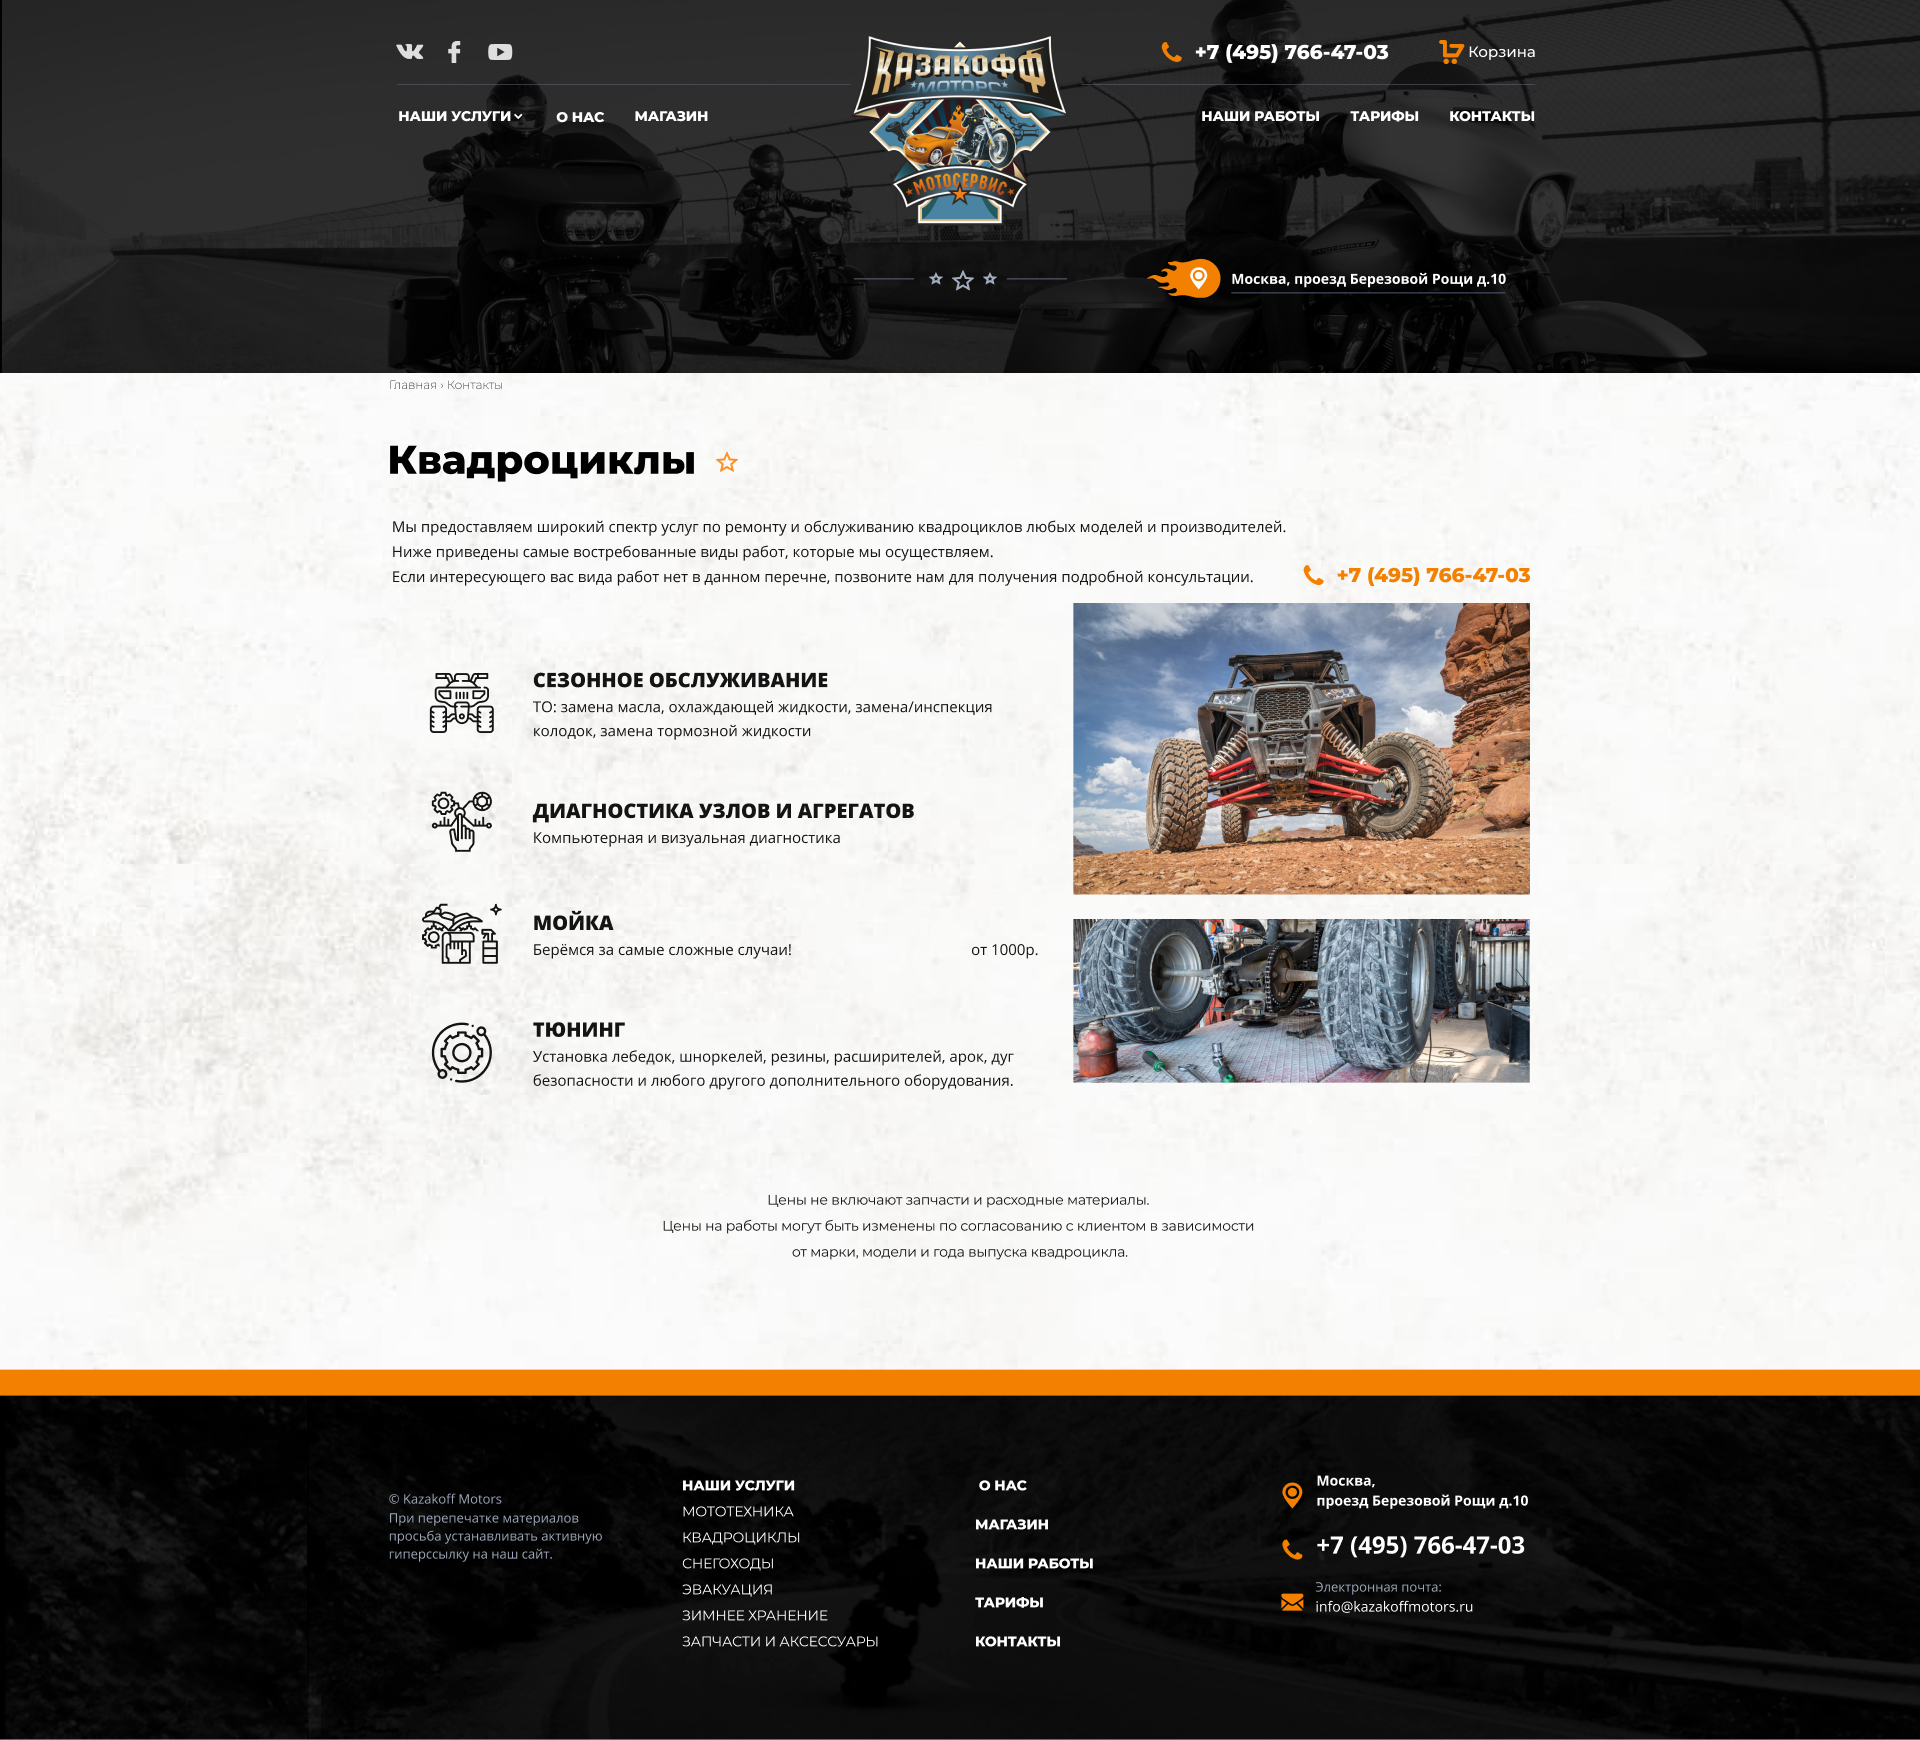 +7 (495) 766-47-03
Корзина
НАШИ УСЛУГИ
О НАС
МАГАЗИН
КАЗАКОФФ
МОТОРС
МОТОСЕРВИС
НАШИ РАБОТЫ
ТАРИФЫ
КОНТАКТЫ
Москва, проезд Березовой Рощи д.10
Главная › Контакты
Квадроциклы
Мы предоставляем широкий спектр услуг по ремонту и обслуживанию квадроциклов любых моделей и производителей.
Ниже приведены самые востребованные виды работ, которые мы осуществляем.
Если интересующего вас вида работ нет в данном перечне, позвоните нам для получения подробной консультации.
+7 (495) 766-47-03
СЕЗОННОЕ ОБСЛУЖИВАНИЕ
ТО: замена масла, охлаждающей жидкости, замена/инспекция
колодок, замена тормозной жидкости
ДИАГНОСТИКА УЗЛОВ И АГРЕГАТОВ
Компьютерная и визуальная диагностика
МОЙКА
Берёмся за самые сложные случаи!
от 1000р.
ТЮНИНГ
Установка лебедок, шноркелей, резины, расширителей, арок, дуг
безопасности и любого другого дополнительного оборудования.
Цены не включают запчасти и расходные материалы.
Цены на работы могут быть изменены по согласованию с клиентом в зависимости
от марки, модели и года выпуска квадроцикла.
© Kazakoff Motors
При перепечатке материалов
просьба устанавливать активную
гиперссылку на наш сайт.
НАШИ УСЛУГИ
МОТОТЕХНИКА
КВАДРОЦИКЛЫ
СНЕГОХОДЫ
ЭВАКУАЦИЯ
ЗИМНЕЕ ХРАНЕНИЕ
ЗАПЧАСТИ И АКСЕССУАРЫ
О НАС
МАГАЗИН
НАШИ РАБОТЫ
ТАРИФЫ
КОНТАКТЫ
Москва,
проезд Березовой Рощи д.10
+7 (495) 766-47-03
Электронная почта:
info@kazakoffmotors.ru